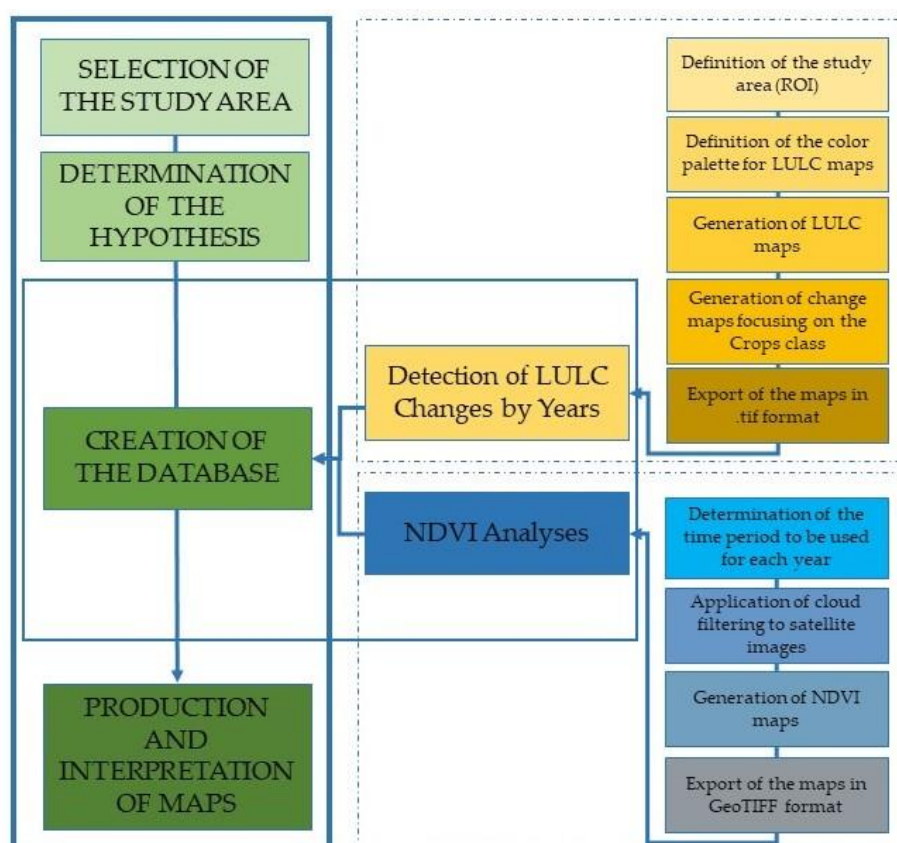 SELECTION OF
THE STUDY AREA
DETERMINATION
OF THE
HYPOTHESIS
CREATION OF
THE DATABASE
PRODUCTION
AND
INTERPRETATION
OF MAPS
Detection of LULC
Changes by Years
NDVI Analyses
Definition of the study
area (ROI)
Definition of the color
palette for LULC maps
Generation of LULC
maps
Generation of change
maps focusing on the
Crops class
Export of the maps in
.tif format
Determination of the
time period to be used
for each year
Application of cloud
filtering to satellite
images
Generation of NDVI
maps
Export of the maps in
GeoTIFF format